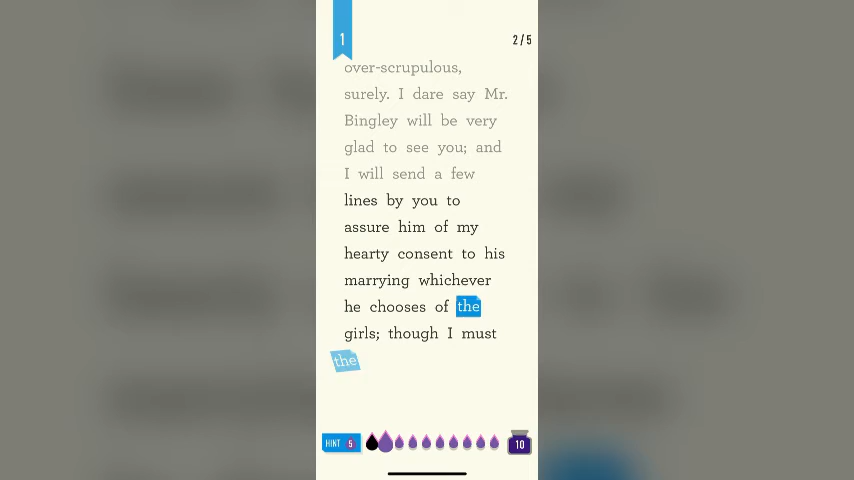 1
2/5
over-scrupulous,
surely. I dare say Mr.
Bingley will be very
glad to see you; and
I will send a few
lines by you to
assure him of my
hearty consent to his
marrying whichever
he chooses of the
girls; though I must
the
HINT 5
10